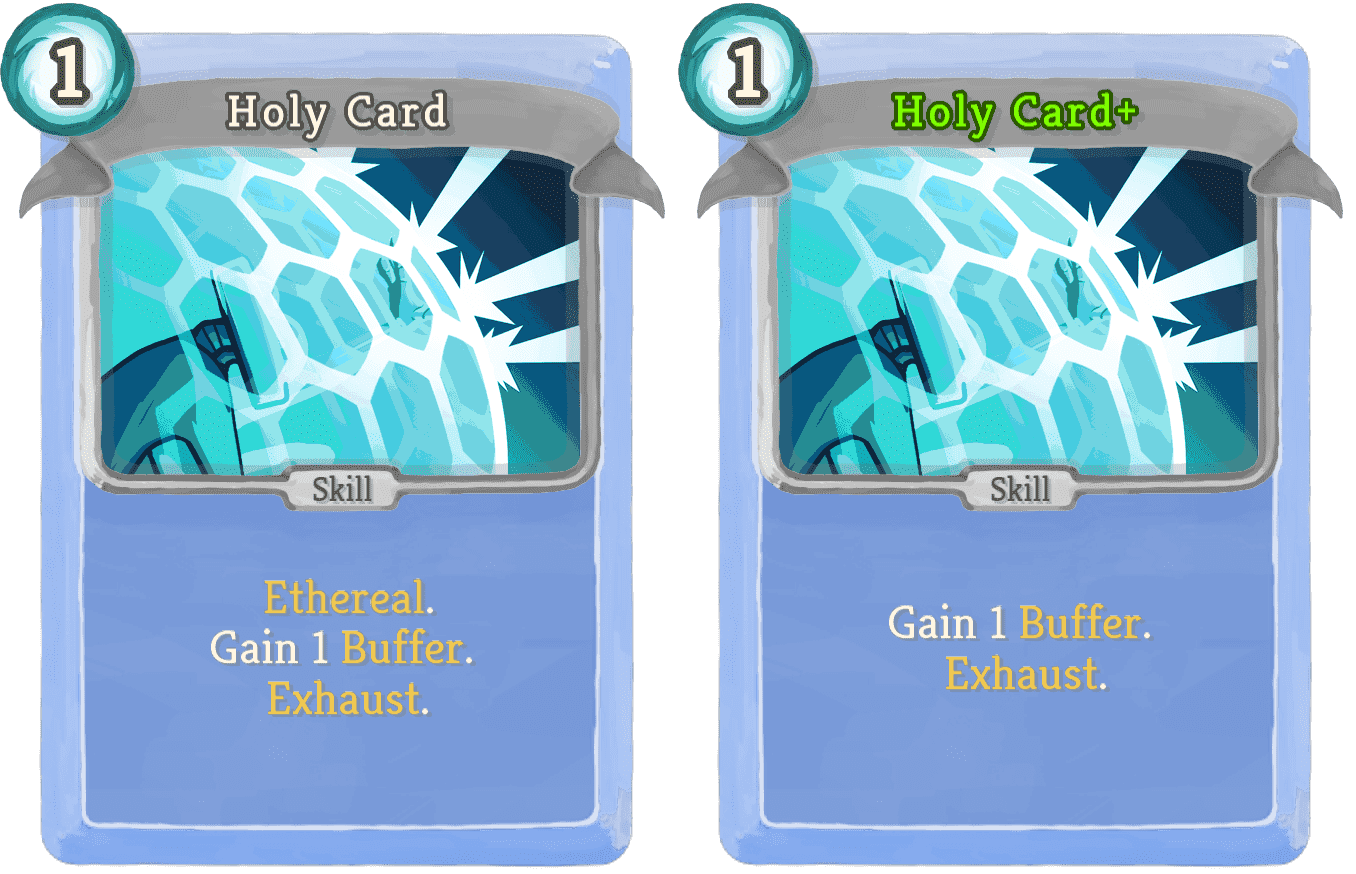 1
Holy Card
Skill
Ethereal.
Gain 1 Buffer.
Exhaust.
1
Holy Card+
Skill
Gain 1 Buffer.
Exhaust.